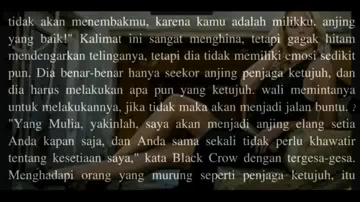 tidak akan menembakmu, karena kamu adalah milikku. anjing
yang baik!" Kalimat ini sangat menghina, tetapi gagak hitam
mendengarkan telinganya, tetapi dia tidak memiliki emosi sedikit
pun. Dia benar-benar hanya seekor anjing penjaga ketujuh, dan
dia harus melakukan apa pun yang ketujuh. wali memintanya
untuk melakukannya, jika tidak maka akan menjadi jalan buntu. ?
"Yang Mulia, yakinlah. saya akan menjadi anjing elang setia
Anda kapan saja, dan Anda sama sekali tidak perlu khawatir
tentang kesetiaan saya," kata Black Crow dengan tergesa-gesa.
Menghadapi orang yang murung seperti penjaga ketujuh, itu